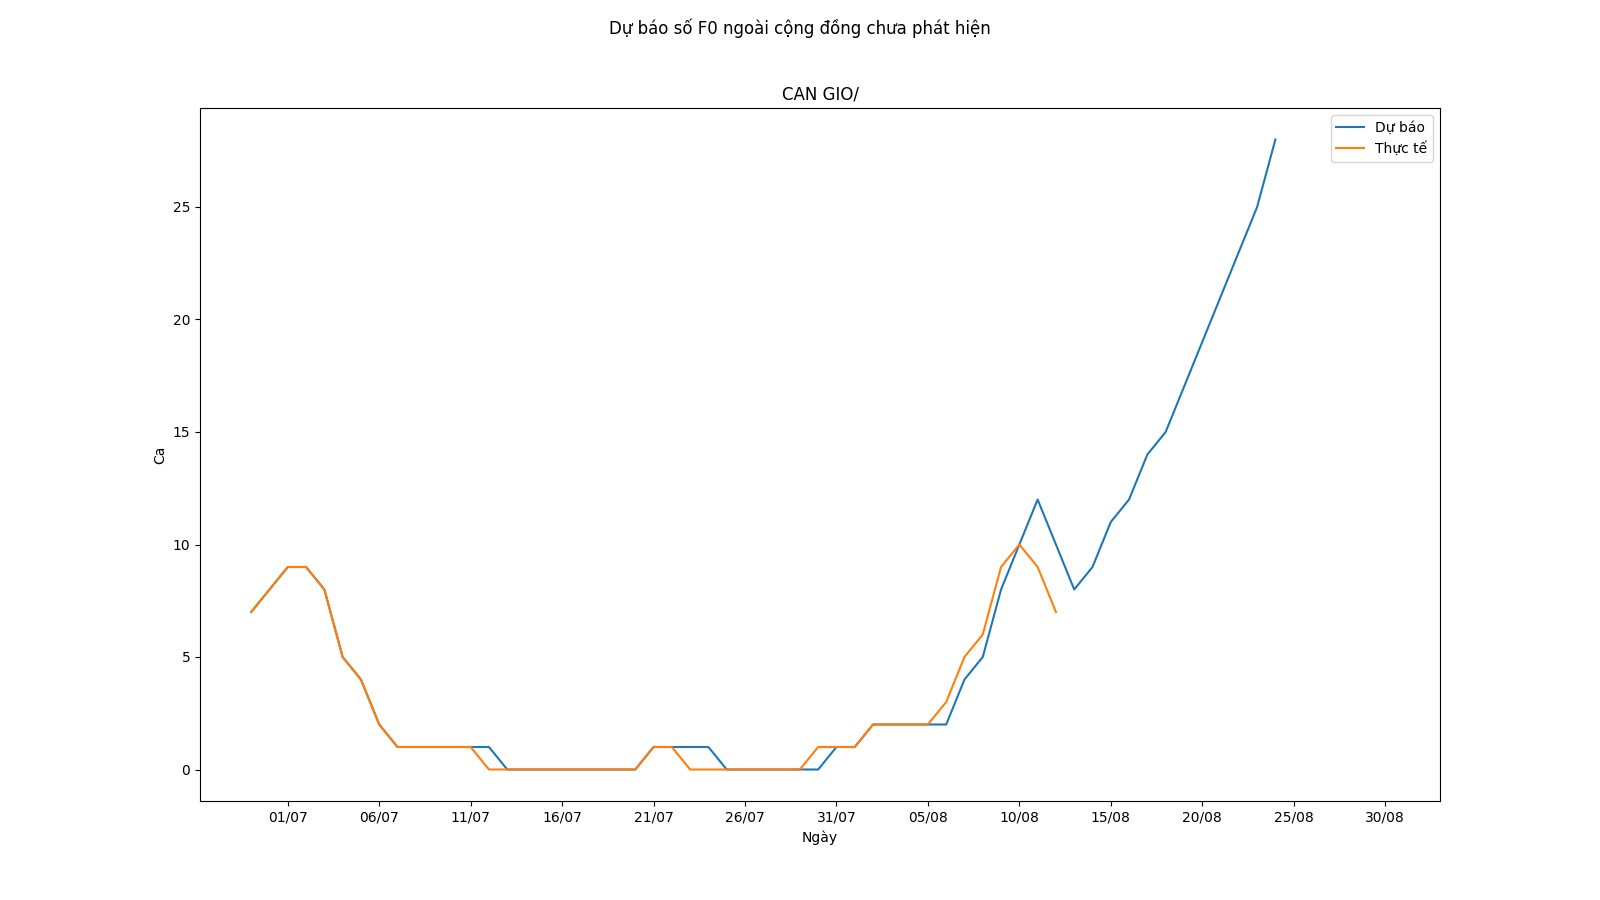 Dự báo số F0 ngoài cộng đồng chưa phát hiện
CAN GIO/
Dự báo
Thực tế
25
20
15
10
5
0
Ca
01/07 06/07 11/07 16/07 21/07 26/07 31/07 05/08 10/08 15/08 20/08 25/08 30/08
Ngày